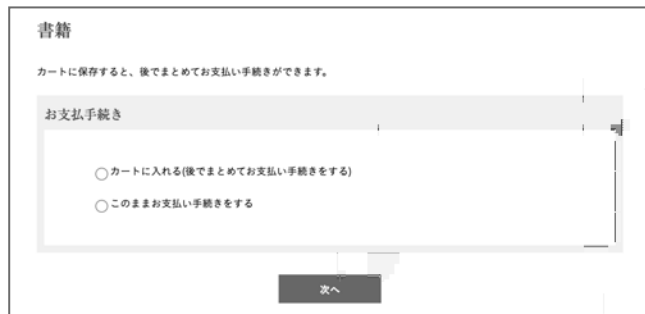 書籍
カートに保存すると、後でまとめてお支払い手続きができます。
お支払手続き
カートに入れる(後でまとめてお支払い手続きをする)
このままお支払い手続きをする
次へ